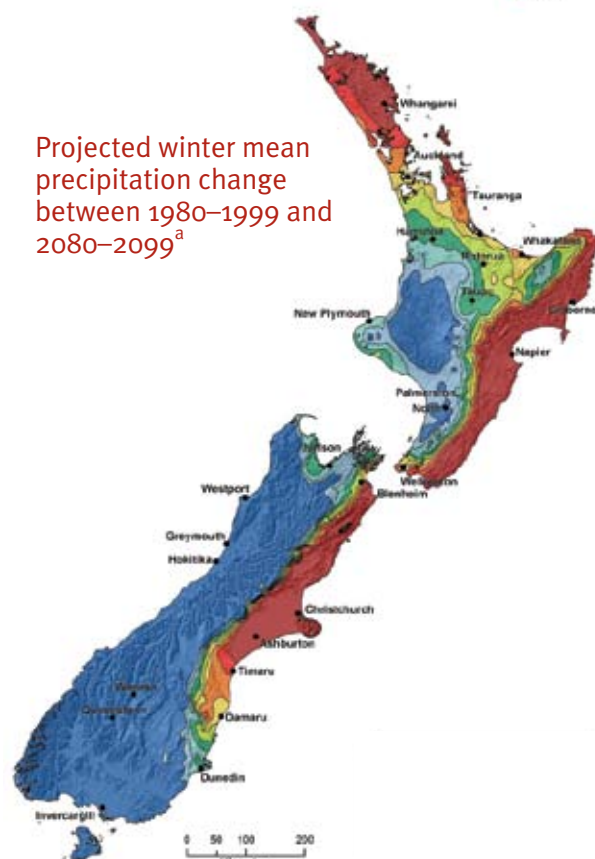 Projected winter mean
precipitation change
between 1980–1999 and
2080–2099a
Whangarei
Auckland
Tauranga
Hamilton
Whakatane
Rotorua
Taupo
Gisborne
New Plymouth
Napier
Palmerston
North
Nelson
Wellington
Blenheim
Westport
Greymouth
Hokitika
Christchurch
Ashburton
Timaru
Wanaka
Queenstown
Oamaru
Dunedin
Invercargill
0 50 100 200